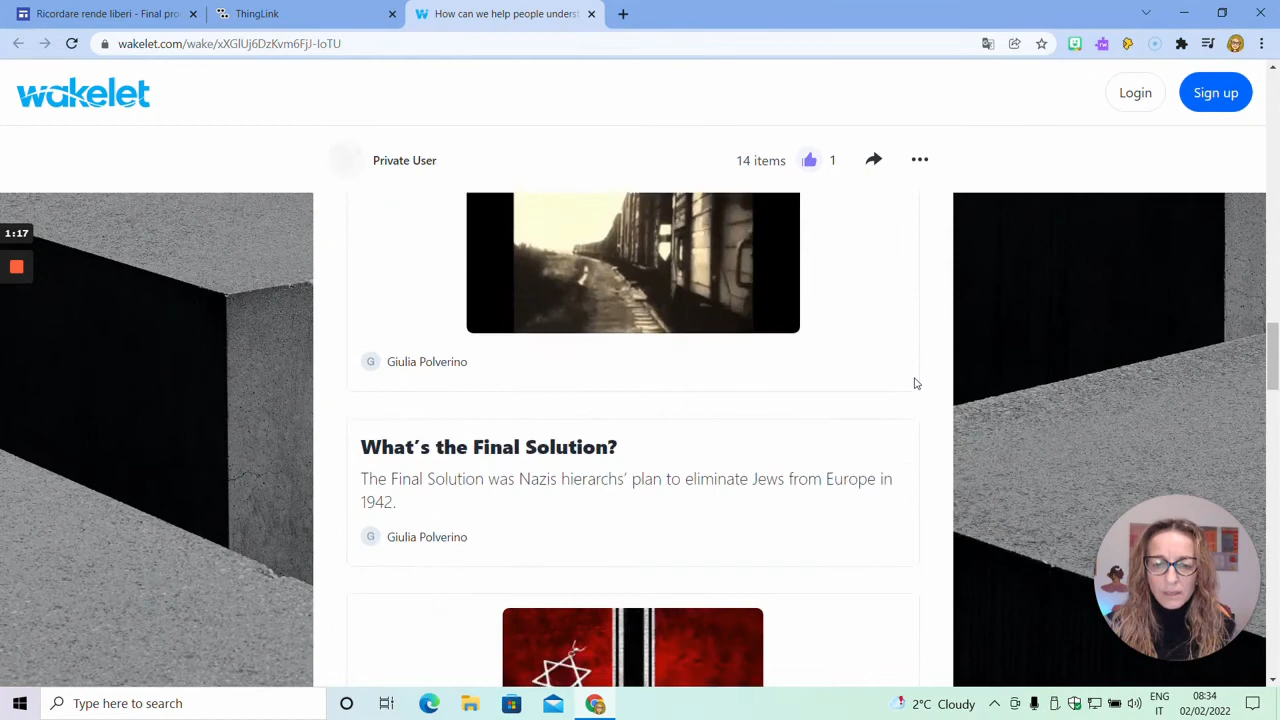 Ricordare rende liberi - Final pro
ThingLink
How can we help people underst
wakelet.com/wake/xXGlUj6DzKvm6FjJ-IoTU
wakelet
Login
Sign up
Private User
14 items
1
1:17
G Giulia Polverino
What's the Final Solution?
The Final Solution was Nazis hierarchs' plan to eliminate Jews from Europe in
1942.
G Giulia Polverino
Type here to search
2°C Cloudy
ENG
IT
08:34
02/02/2022